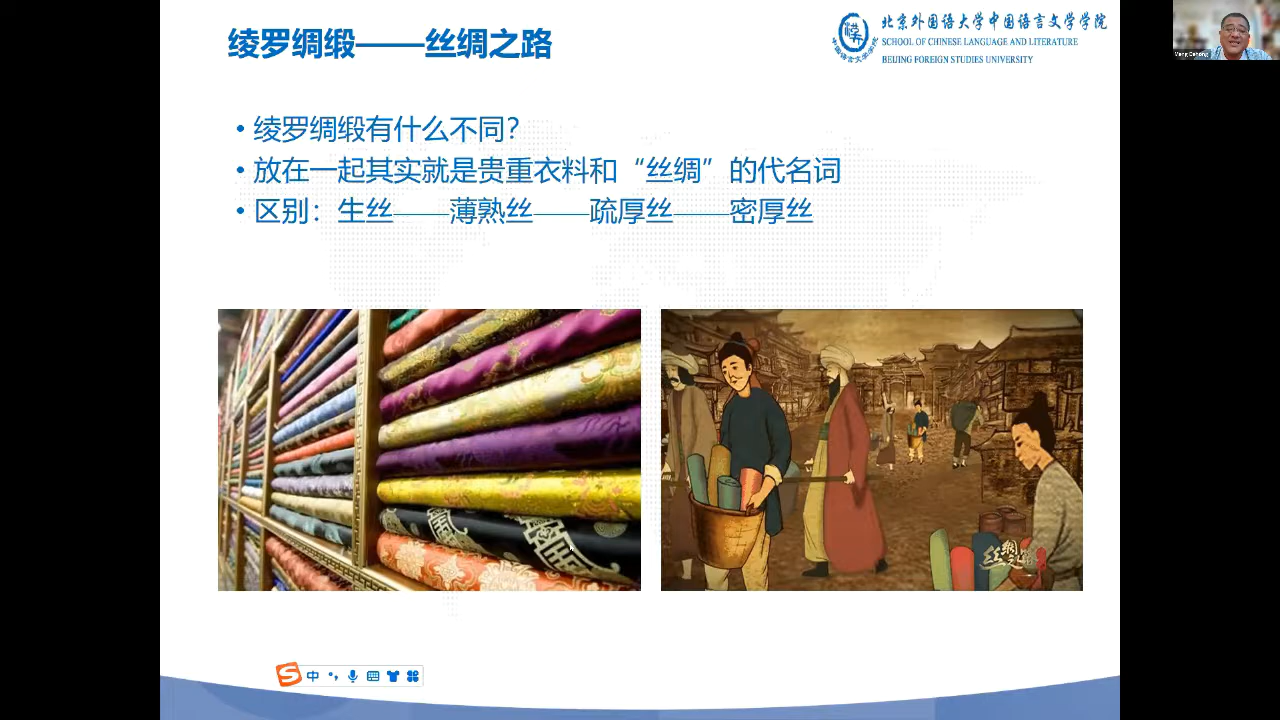 绫罗绸缎——丝绸之路
北京外国语大学中国语言文学学院
SCHOOL OF CHINESE LANGUAGE AND LITERATURE
BEIJING FOREIGN STUDIES UNIVERSITY
• 绫罗绸缎有什么不同？
• 放在一起其实就是贵重衣料和“丝绸”的代名词
• 区别：生丝——薄熟丝——疏厚丝——密厚丝
丝绸之路
中